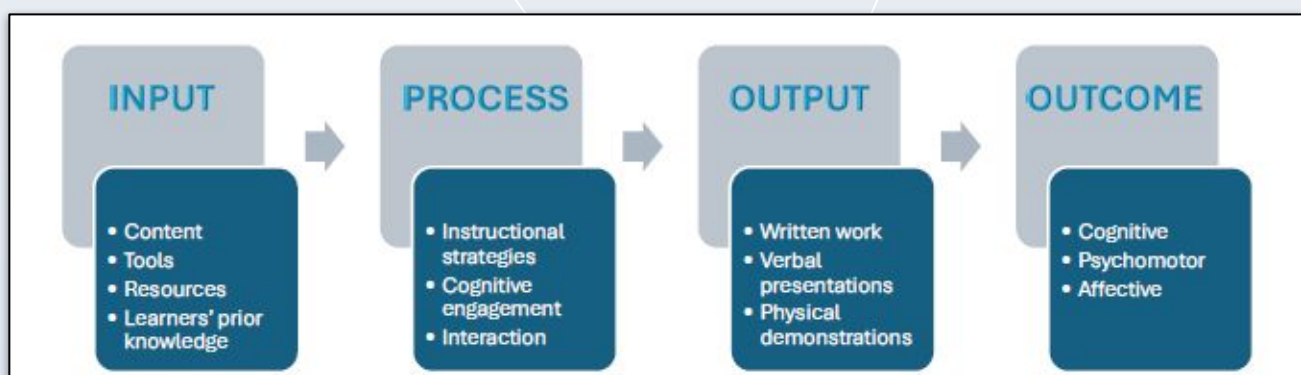 INPUT
• Content
• Tools
• Resources
• Learners' prior
knowledge
PROCESS
• Instructional
strategies
• Cognitive
engagement
• Interaction
OUTPUT
• Written work
• Verbal
presentations
• Physical
demonstrations
OUTCOME
• Cognitive
• Psychomotor
• Affective